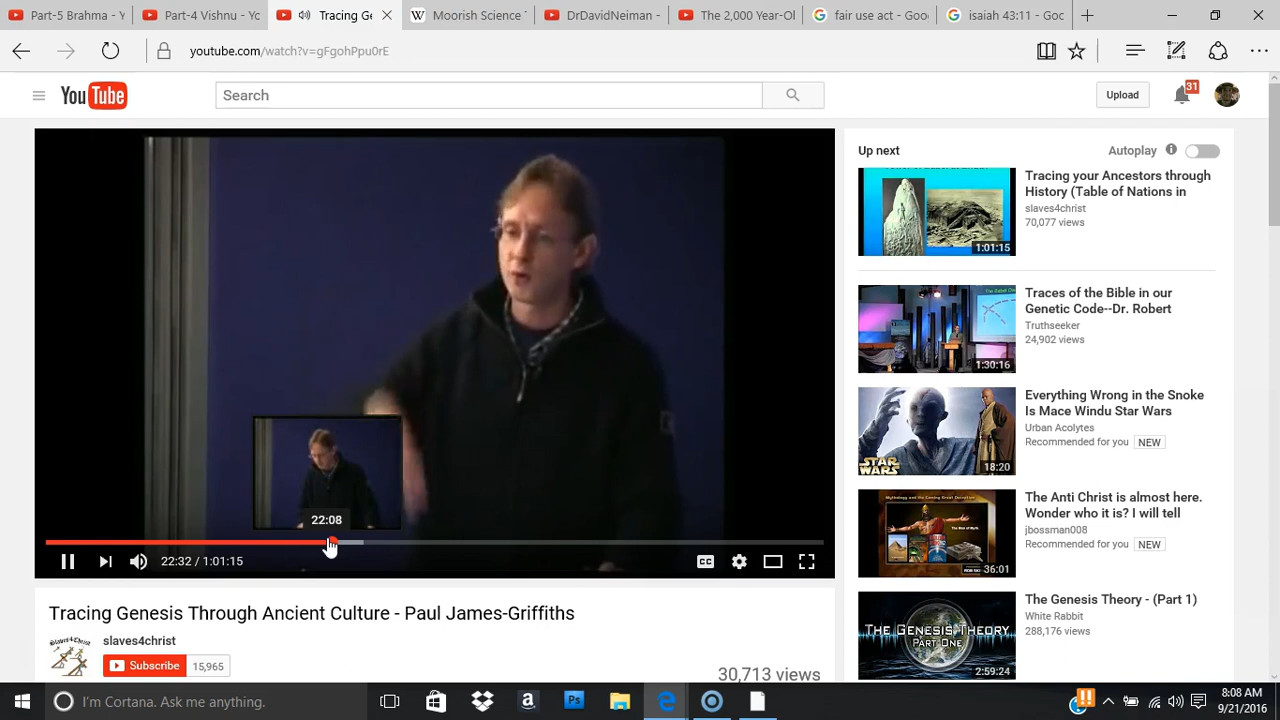 Part-5 Brahma -
Part-4 Vishnu - 
Tracing Ge
Moorish Science T
DrDavidNeiman -
The 2,000 Year-Ol
fair use act - Goo
isaiah 43:11 - Goo
youtube.com/watch?v=gFgohPpu0rE
YouTube
Search
Upload
31
Up next
Autoplay
Tracing your Ancestors through
History (Table of Nations in
slaves4christ
70,077 views
1:01:15
Traces of the Bible in our
Genetic Code--Dr. Robert
Truthseeker
24,902 views
1:30:16
Everything Wrong in the Snoke
Is Mace Windu Star Wars
Urban Acolytes
Recommended for you NEW
STAR WARS
18:20
The Anti Christ is almost here.
Wonder who it is? I will tell
jbossman008
Recommended for you NEW
36:01
The Genesis Theory - (Part 1)
White Rabbit
288,176 views
THE GENESIS THEORY
PART ONE
2:59:24
22:08
22:32 / 1:01:15
CC
Tracing Genesis Through Ancient Culture - Paul James-Griffiths
slaves4christ
Subscribe 15,965
30,713 views
I'm Cortana. Ask me anything.
8:08 AM
9/21/2016